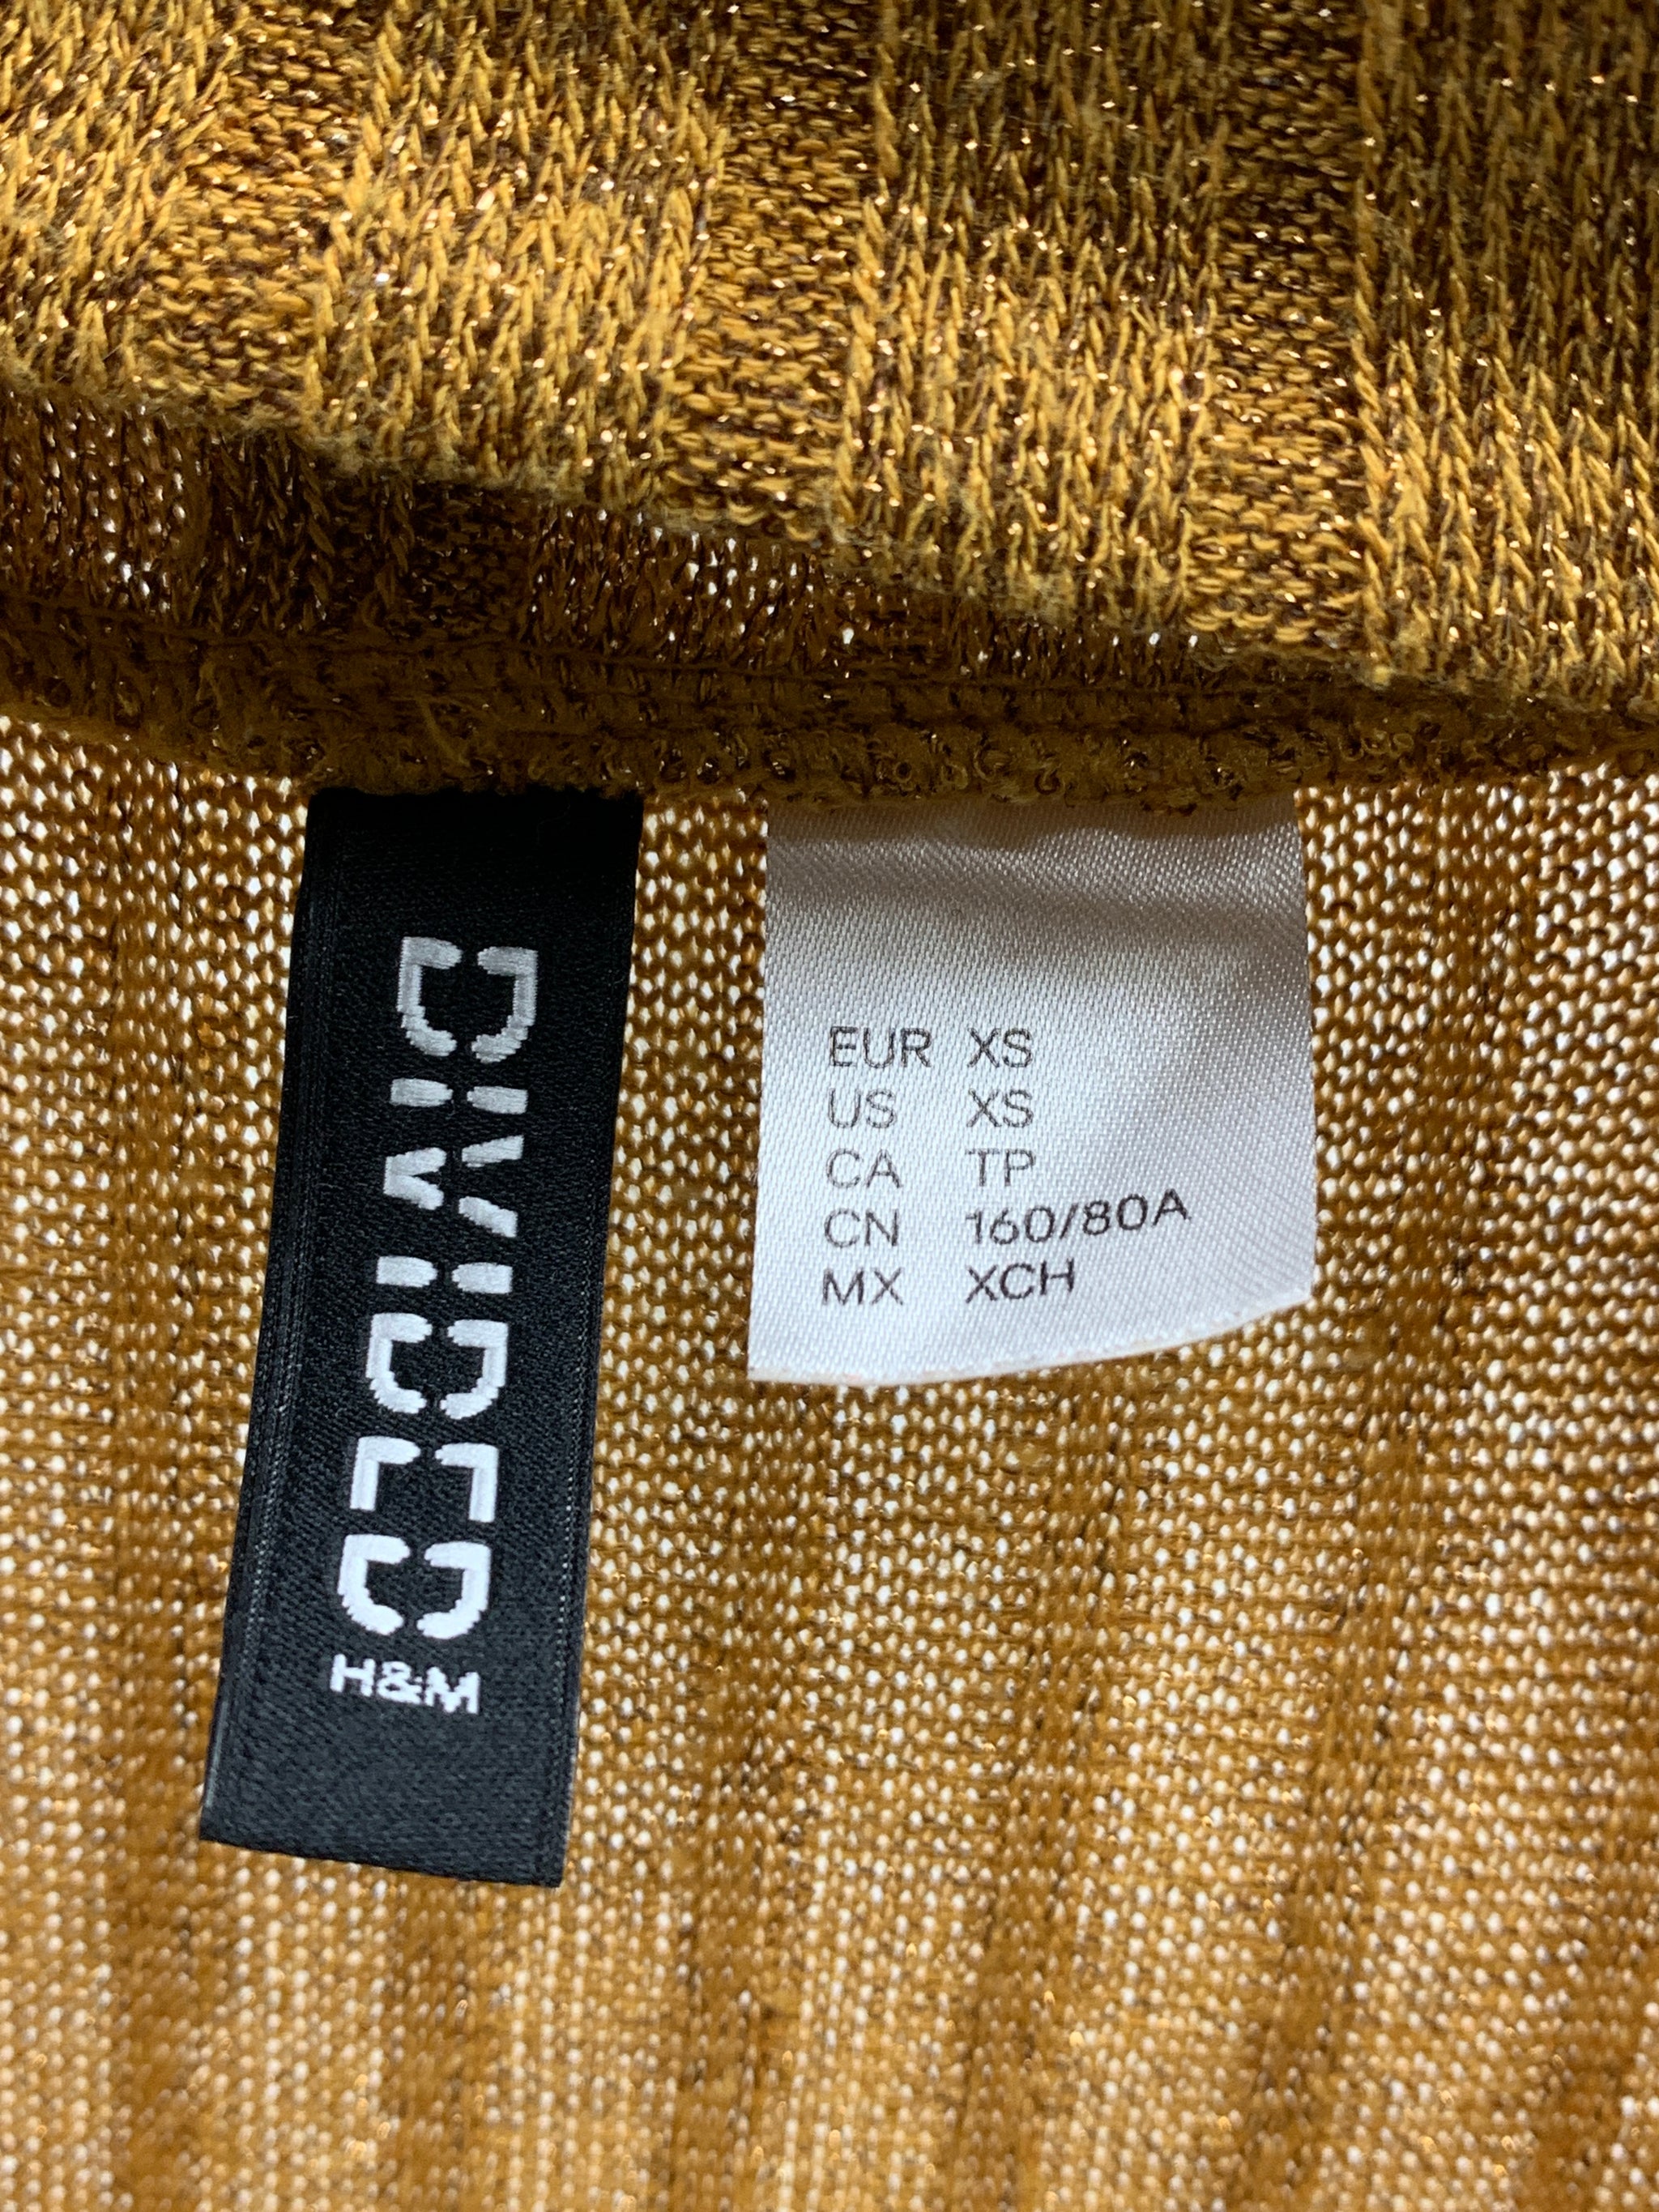 DIVIDED
H&M
EUR XS
US XS
CA TP
CN 160/80A
MX XCH